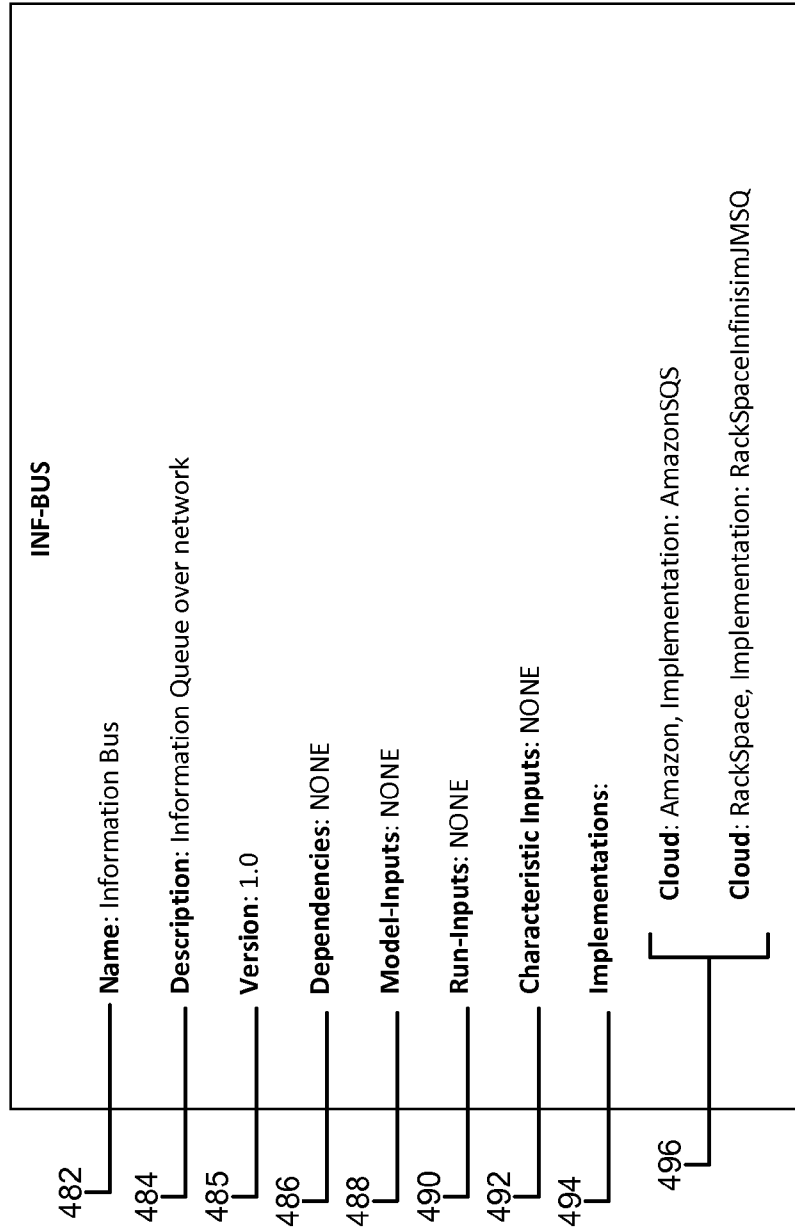 INF-BUS
482 Name: Information Bus
484 Description: Information Queue over network
485 Version: 1.0
486 Dependencies: NONE
488 Model-Inputs: NONE
490 Run-Inputs: NONE
492 Characteristic Inputs: NONE
494 Implementations:
496
Cloud: Amazon, Implementation: AmazonSQS
Cloud: RackSpace, Implementation: RackSpaceInfinisimJMSQ